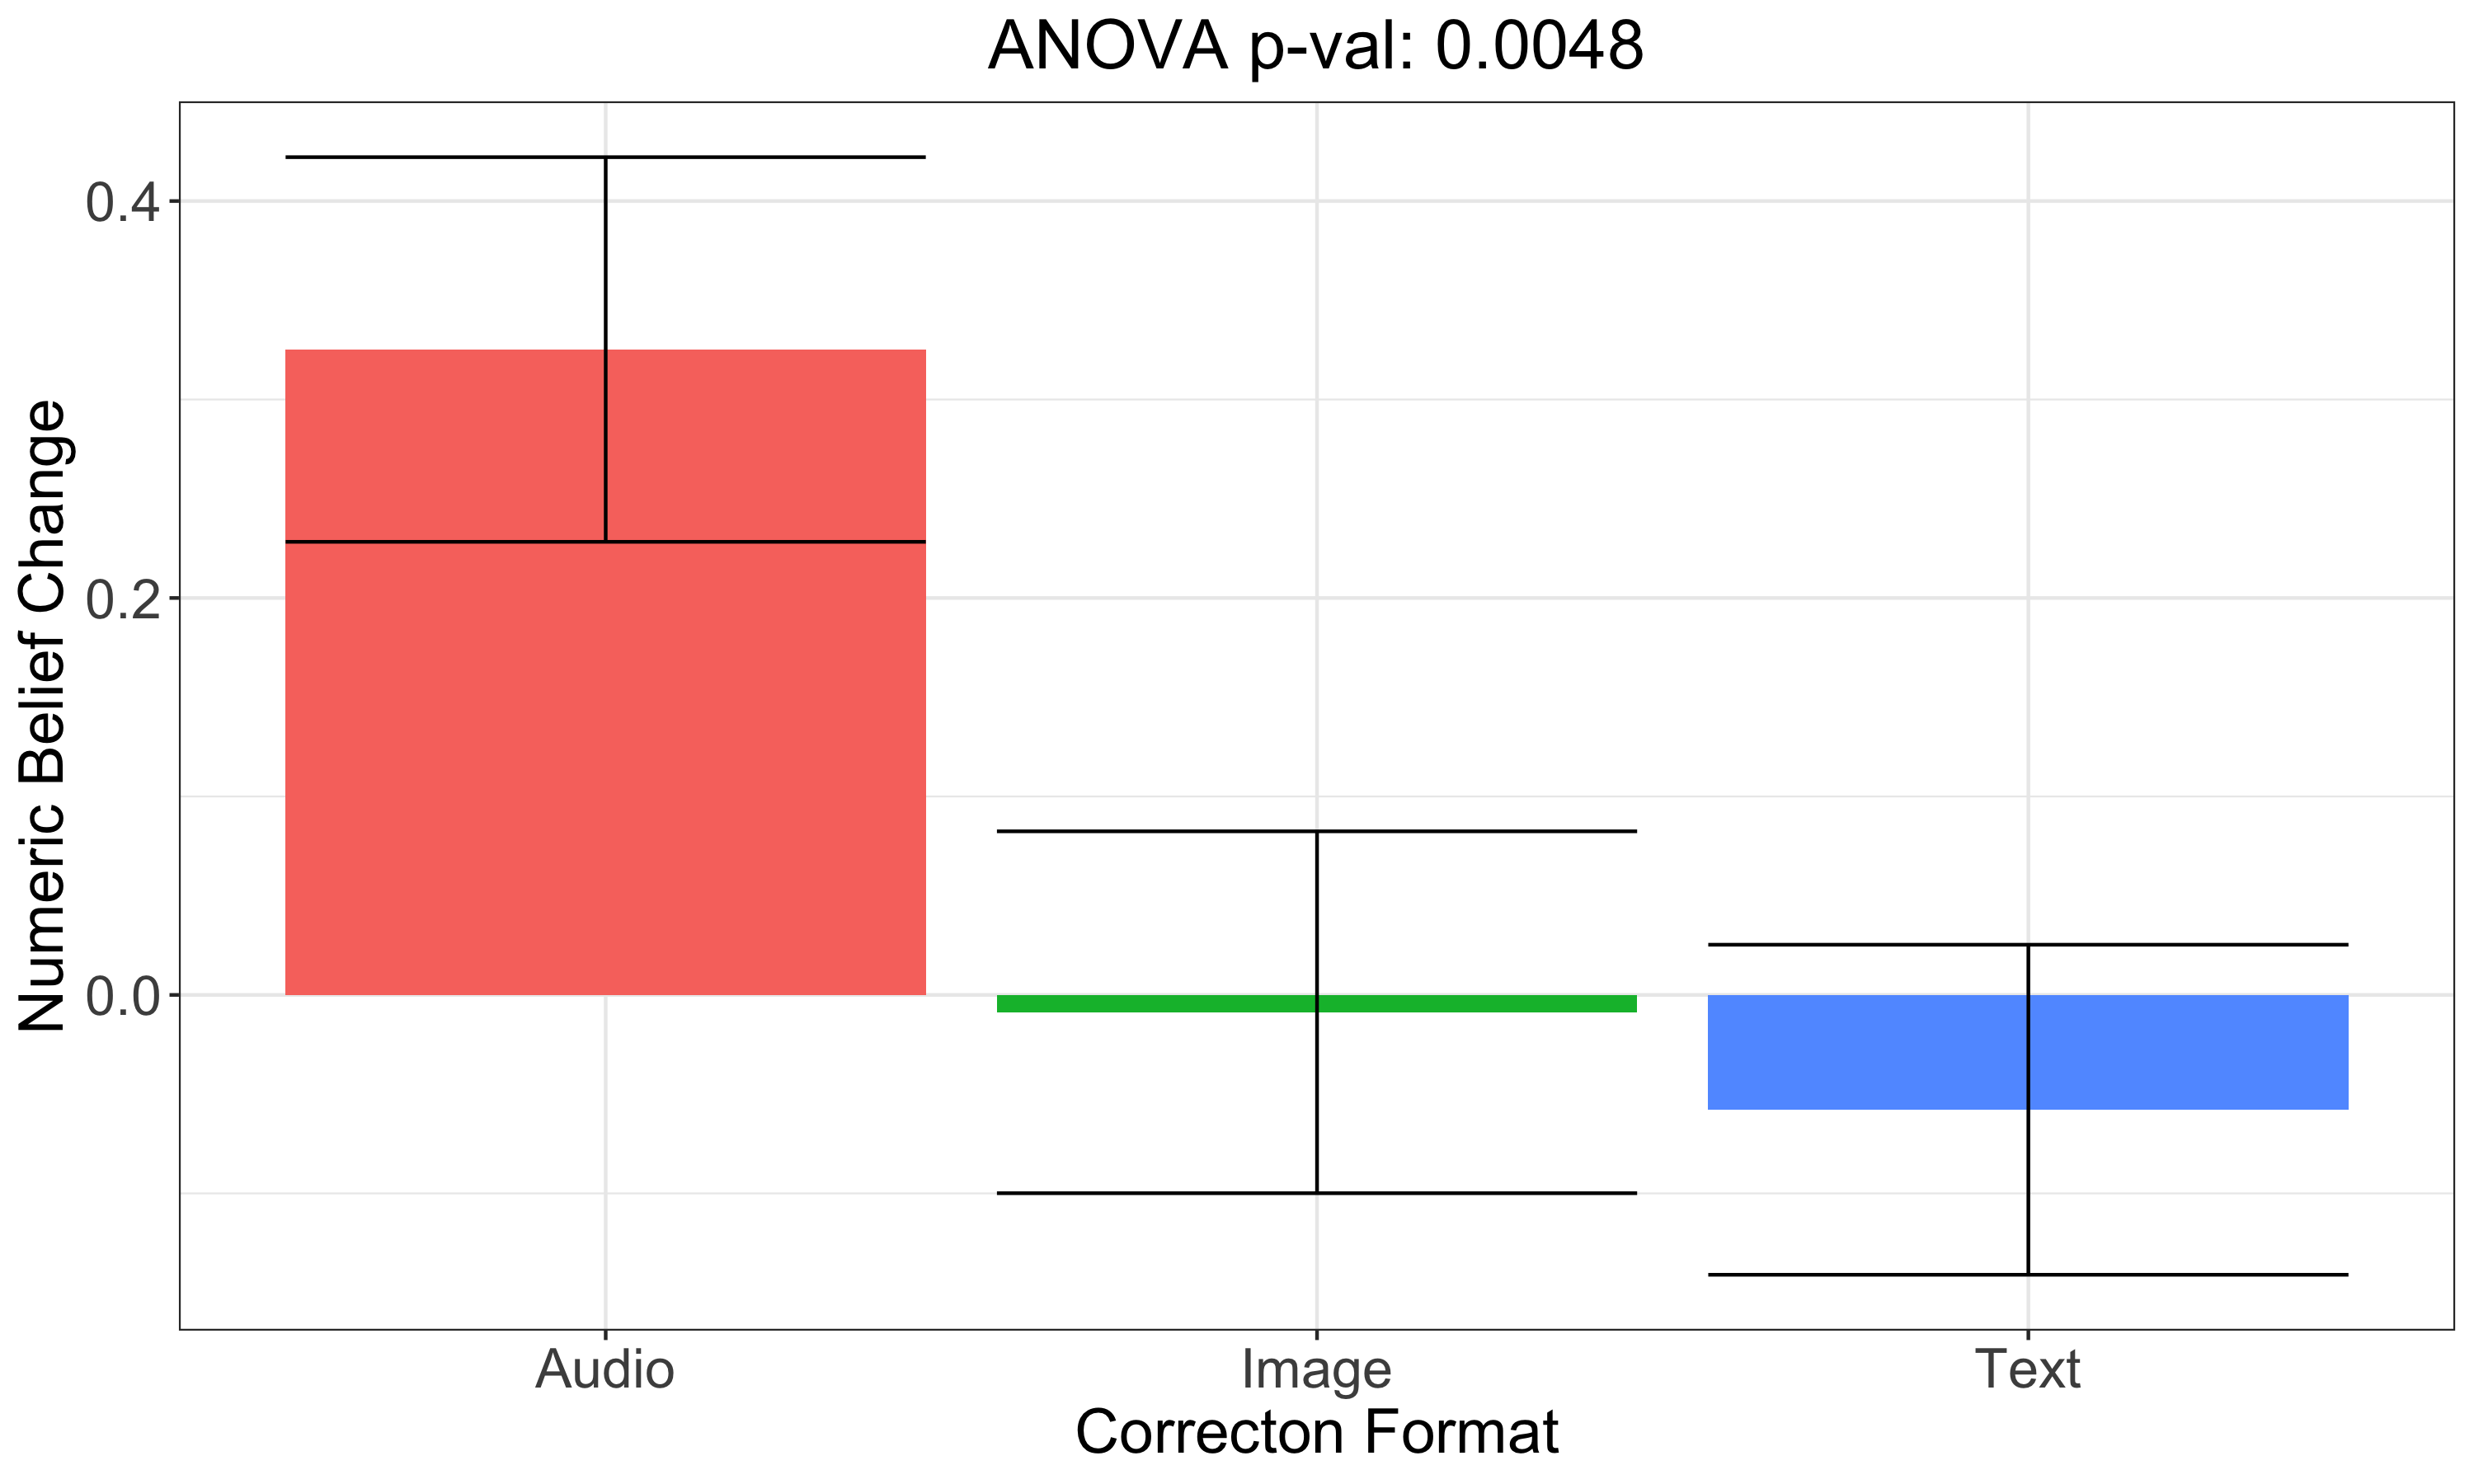 ANOVA p-val: 0.0048
Numeric Belief Change
0.4
0.2
0.0
Audio
Image
Text
Correcton Format